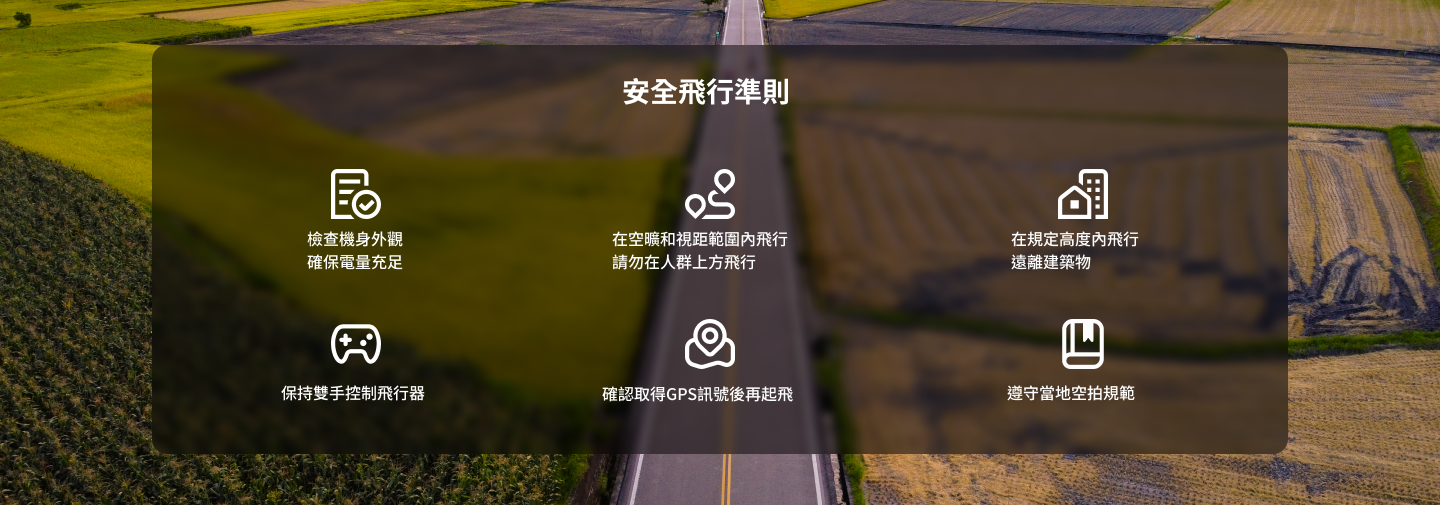 安全飛行準則
檢查機身外觀
確保電量充足
在空曠和視距範圍內飛行
請勿在人群上方飛行
在規定高度內飛行
遠離建築物
保持雙手控制飛行器
確認取得GPS訊號後再起飛
遵守當地空拍規範